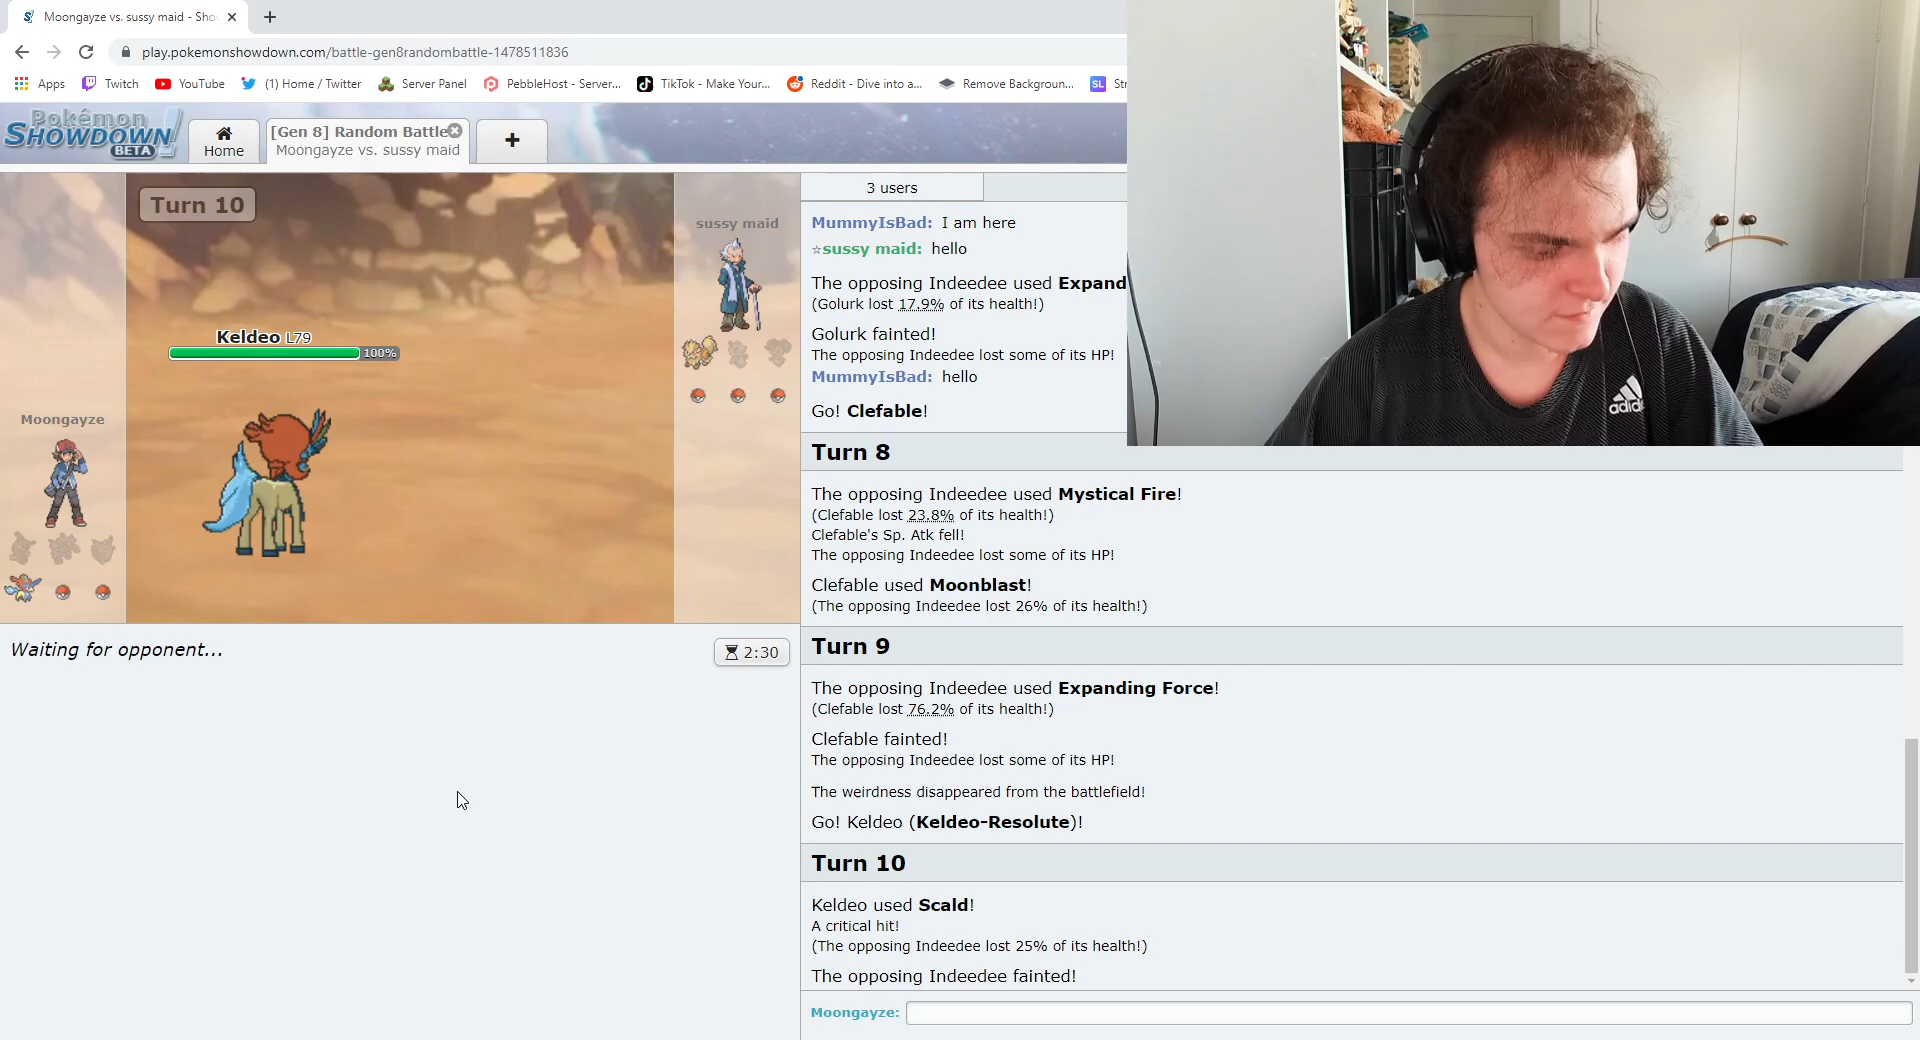 Moongayze vs. sussy maid - Sho
play.pokemonshowdown.com/battle-gen8randombattle-1478511836
Apps
Twitch
YouTube
(1) Home / Twitter
Server Panel
PebbleHost - Server...
TikTok - Make Your...
Reddit - Dive into a...
Remove Backgroun...
SL
Str
Pokémon
SHOWDOWN!
BETA
Home
[Gen 8] Random Battle
Moongayze vs. sussy maid
Turn 10
sussy maid
Keldeo L79
100%
Moongayze
Waiting for opponent...
2:30
3 users
MummyIsBad: I am here
☆sussy maid: hello
The opposing Indeedee used Expand
(Golurk lost 17.9% of its health!)
Golurk fainted!
The opposing Indeedee lost some of its HP!
MummyIsBad: hello
Go! Clefable!
Turn 8
The opposing Indeedee used Mystical Fire!
(Clefable lost 23.8% of its health!)
Clefable's Sp. Atk fell!
The opposing Indeedee lost some of its HP!
Clefable used Moonblast!
(The opposing Indeedee lost 26% of its health!)
Turn 9
The opposing Indeedee used Expanding Force!
(Clefable lost 76.2% of its health!)
Clefable fainted!
The opposing Indeedee lost some of its HP!
The weirdness disappeared from the battlefield!
Go! Keldeo (Keldeo-Resolute)!
Turn 10
Keldeo used Scald!
A critical hit!
(The opposing Indeedee lost 25% of its health!)
The opposing Indeedee fainted!
Moongayze:
adidas